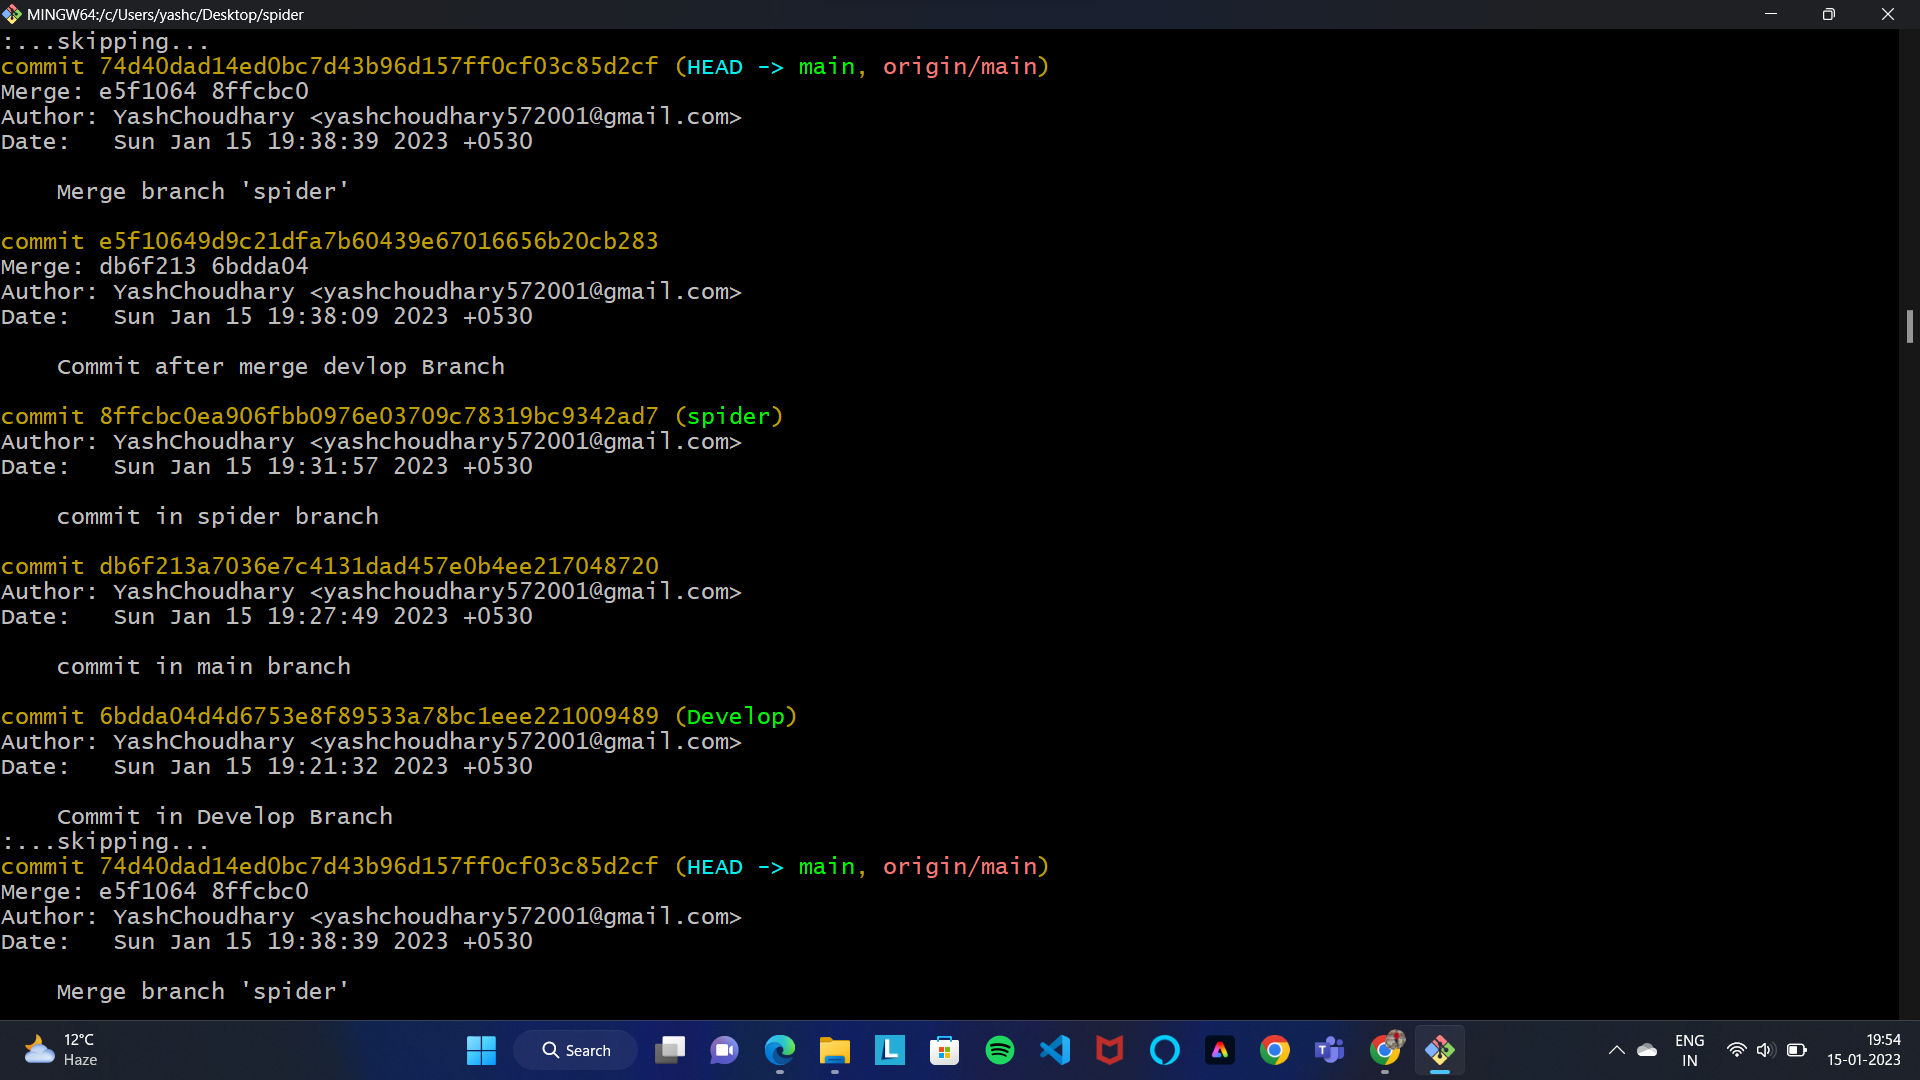 MINGW64:/c/Users/yashc/Desktop/spider
:...skipping...
commit 74d40dad14ed0bc7d43b96d157ff0cf03c85d2cf (HEAD -> main, origin/main)
Merge: e5f1064 8ffcbc0
Author: YashChoudhary <yashchoudhary572001@gmail.com>
Date:   Sun Jan 15 19:38:39 2023 +0530
    Merge branch 'spider'
commit e5f10649d9c21dfa7b60439e67016656b20cb283
Merge: db6f213 6bdda04
Author: YashChoudhary <yashchoudhary572001@gmail.com>
Date:   Sun Jan 15 19:38:09 2023 +0530
    Commit after merge devlop Branch
commit 8ffcbc0ea906fbb0976e03709c78319bc9342ad7 (spider)
Author: YashChoudhary <yashchoudhary572001@gmail.com>
Date:   Sun Jan 15 19:31:57 2023 +0530
    commit in spider branch
commit db6f213a7036e7c4131dad457e0b4ee217048720
Author: YashChoudhary <yashchoudhary572001@gmail.com>
Date:   Sun Jan 15 19:27:49 2023 +0530
    commit in main branch
commit 6bdda04d4d6753e8f89533a78bc1eee221009489 (Develop)
Author: YashChoudhary <yashchoudhary572001@gmail.com>
Date:   Sun Jan 15 19:21:32 2023 +0530
    Commit in Develop Branch
:...skipping...
commit 74d40dad14ed0bc7d43b96d157ff0cf03c85d2cf (HEAD -> main, origin/main)
Merge: e5f1064 8ffcbc0
Author: YashChoudhary <yashchoudhary572001@gmail.com>
Date:   Sun Jan 15 19:38:39 2023 +0530
    Merge branch 'spider'
12°C
Haze
Search
ENG
IN
19:54
15-01-2023